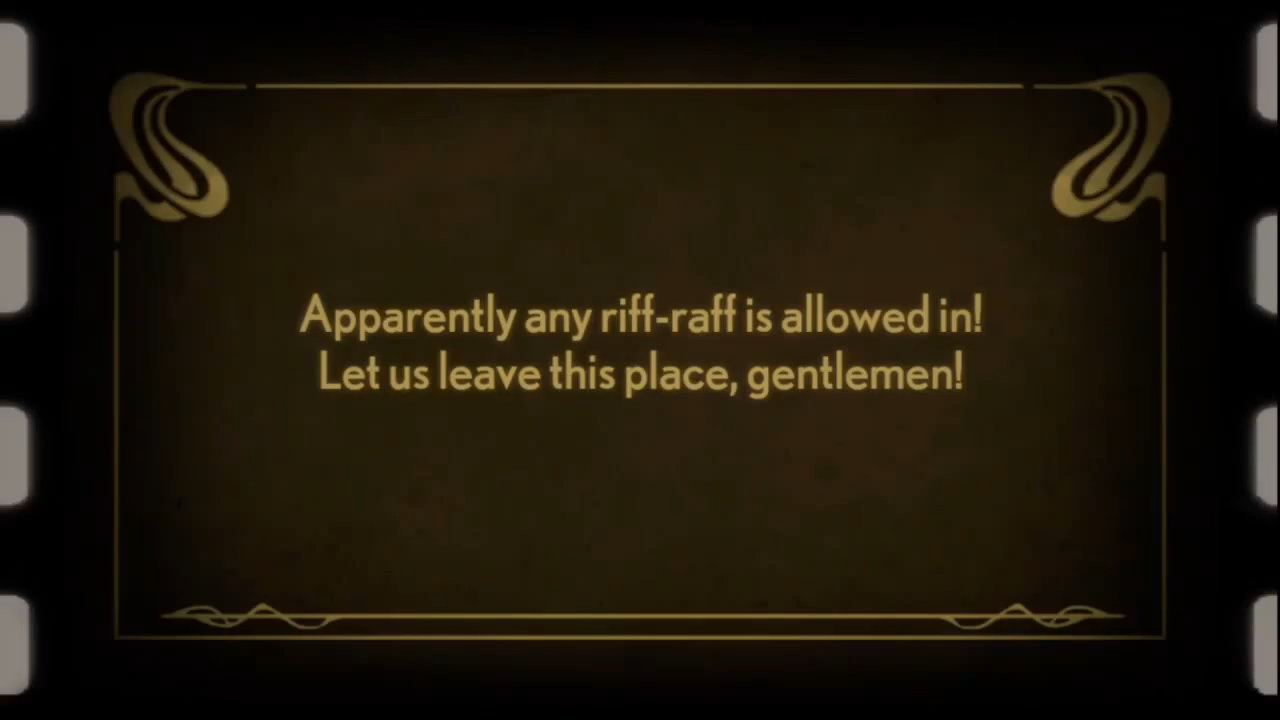 Apparently any riff-raff is allowed in!
Let us leave this place, gentlemen!